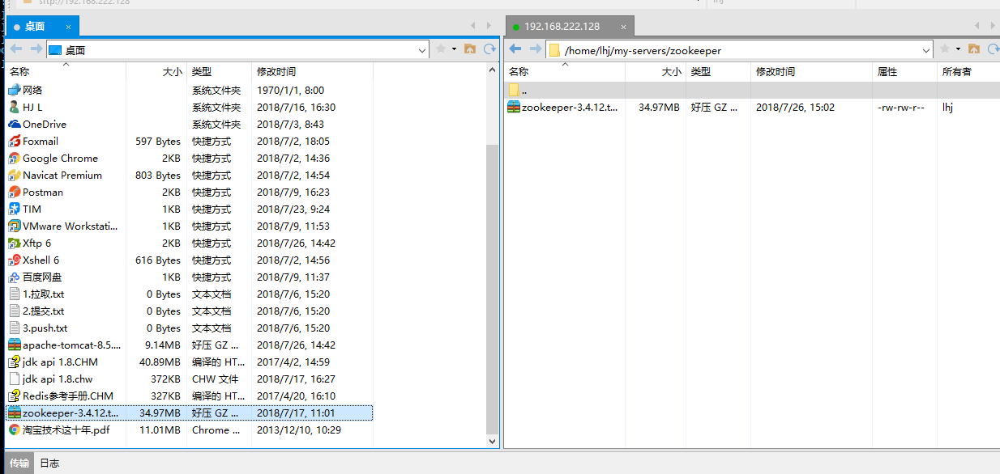 sftp://192.168.222.128
lhj
桌面 ×
192.168.222.128 ×
桌面
/home/lhj/my-servers/zookeeper
名称 大小 类型 修改时间
网络 系统文件夹 1970/1/1, 8:00
HJ L 系统文件夹 2018/7/16, 16:30
OneDrive 系统文件夹 2018/7/3, 8:43
Foxmail 597 Bytes 快捷方式 2018/7/2, 18:05
Google Chrome 2KB 快捷方式 2018/7/2, 14:36
Navicat Premium 803 Bytes 快捷方式 2018/7/2, 14:54
Postman 2KB 快捷方式 2018/7/9, 16:23
TIM 1KB 快捷方式 2018/7/23, 9:24
VMware Workstati... 1KB 快捷方式 2018/7/9, 11:53
Xftp 6 2KB 快捷方式 2018/7/26, 14:42
Xshell 6 616 Bytes 快捷方式 2018/7/2, 14:56
百度网盘 1KB 快捷方式 2018/7/9, 11:37
1.拉取.txt 0 Bytes 文本文档 2018/7/6, 15:20
2.提交.txt 0 Bytes 文本文档 2018/7/6, 15:20
3.push.txt 0 Bytes 文本文档 2018/7/6, 15:20
apache-tomcat-8.5.... 9.14MB 好压 GZ ... 2018/7/26, 14:42
jdk api 1.8.CHM 40.89MB 编译的 HT... 2017/4/2, 14:59
jdk api 1.8.chw 372KB CHW 文件 2018/7/17, 16:27
Redis参考手册.CHM 327KB 编译的 HT... 2017/4/20, 16:10
zookeeper-3.4.12.t... 34.97MB 好压 GZ ... 2018/7/17, 11:01
淘宝技术这十年.pdf 11.01MB Chrome ... 2013/12/10, 10:29
名称 大小 类型 修改时间 属性 所有者
..
zookeeper-3.4.12.t... 34.97MB 好压 GZ ... 2018/7/26, 15:02 -rw-rw-r-- lhj
传输 日志